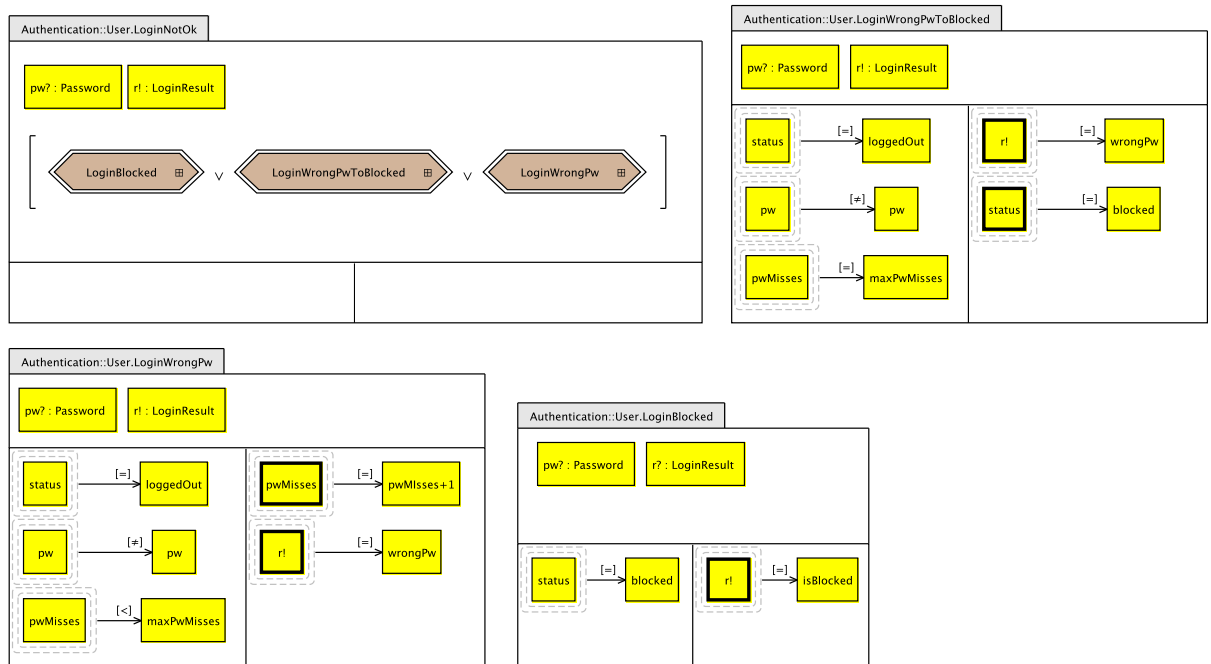 Authentication::User.LoginNotOk
pw? : Password r! : LoginResult
LoginBlocked ∨ LoginWrongPwToBlocked ∨ LoginWrongPw
Authentication::User.LoginWrongPwToBlocked
pw? : Password r! : LoginResult
status [=] loggedOut
pw [≠] pw
pwMisses [=] maxPwMisses
r! [=] wrongPw
status [=] blocked
Authentication::User.LoginWrongPw
pw? : Password r! : LoginResult
status [=] loggedOut
pw [≠] pw
pwMisses [<] maxPwMisses
pwMisses [=] pwMIsses+1
r! [=] wrongPw
Authentication::User.LoginBlocked
pw? : Password r? : LoginResult
status [=] blocked
r! [=] isBlocked